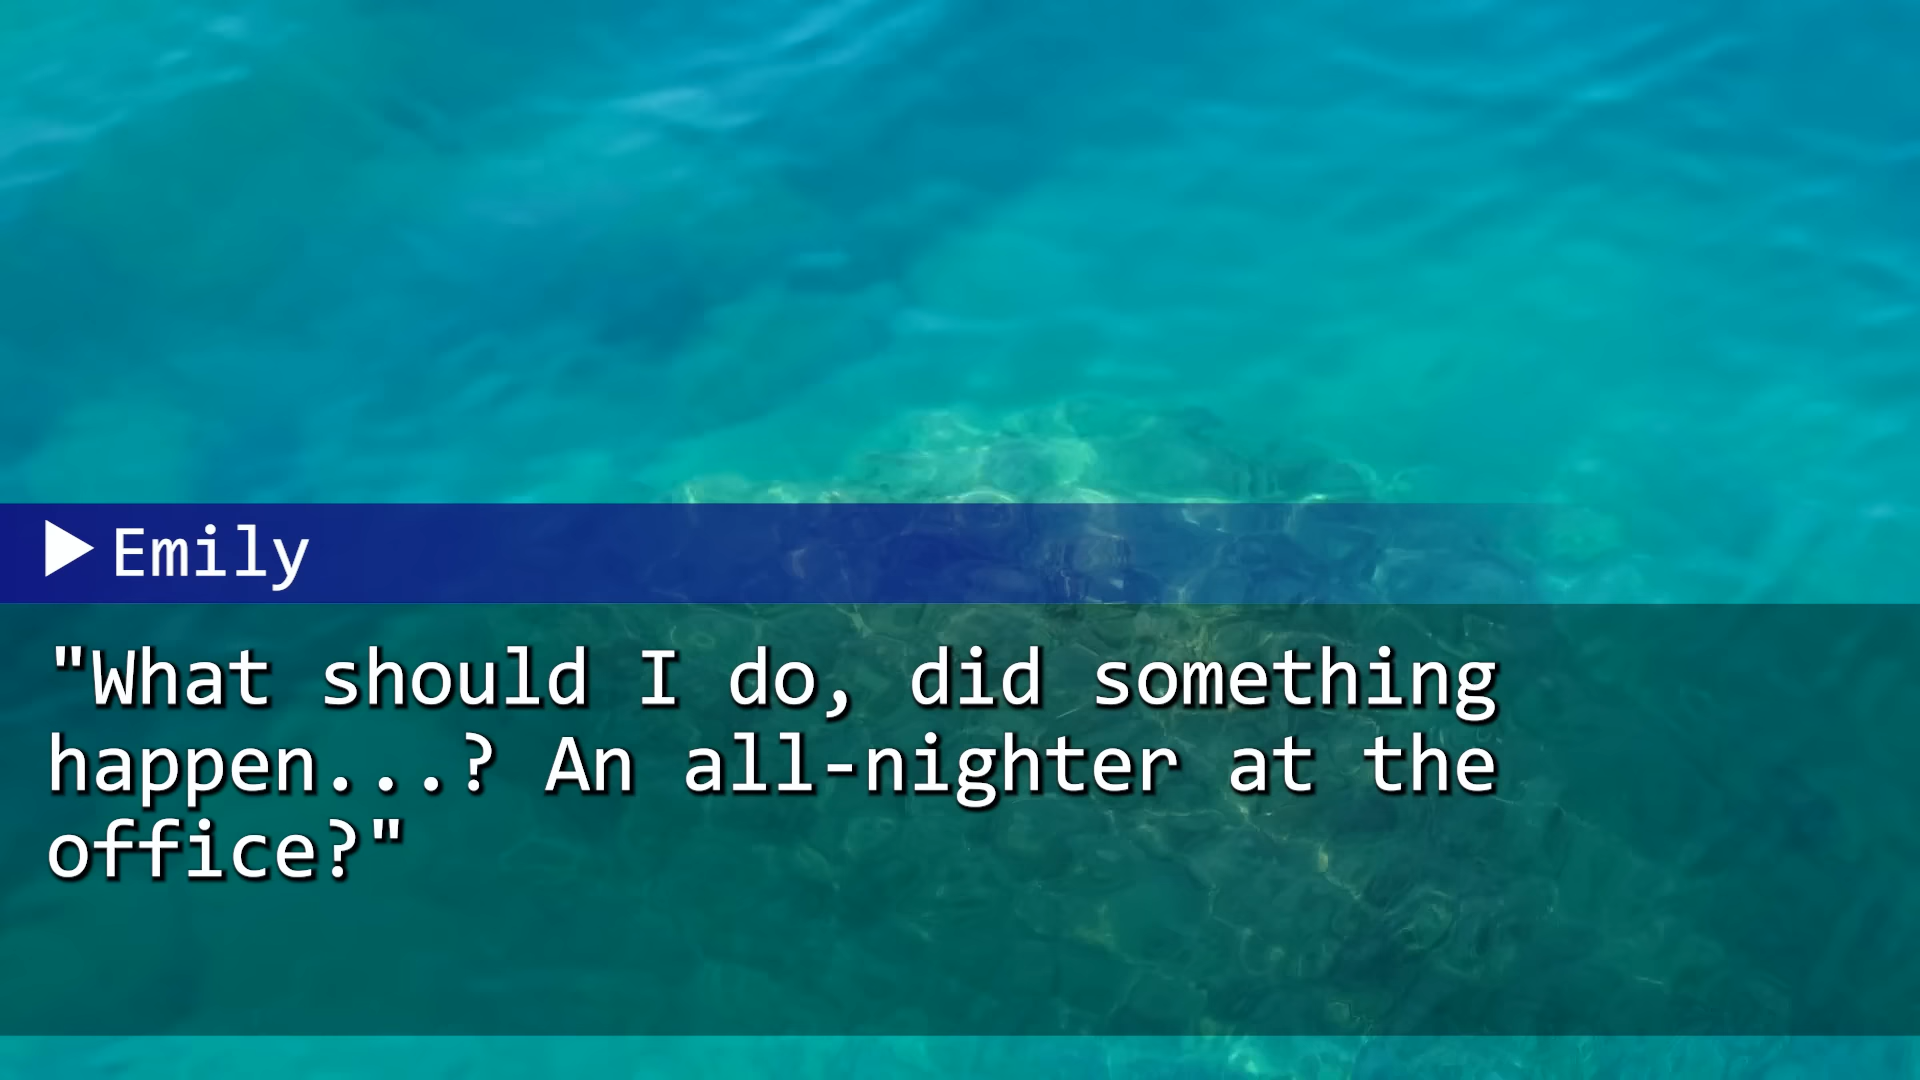 Emily
"What should I do, did something
happen...? An all-nighter at the
office?"